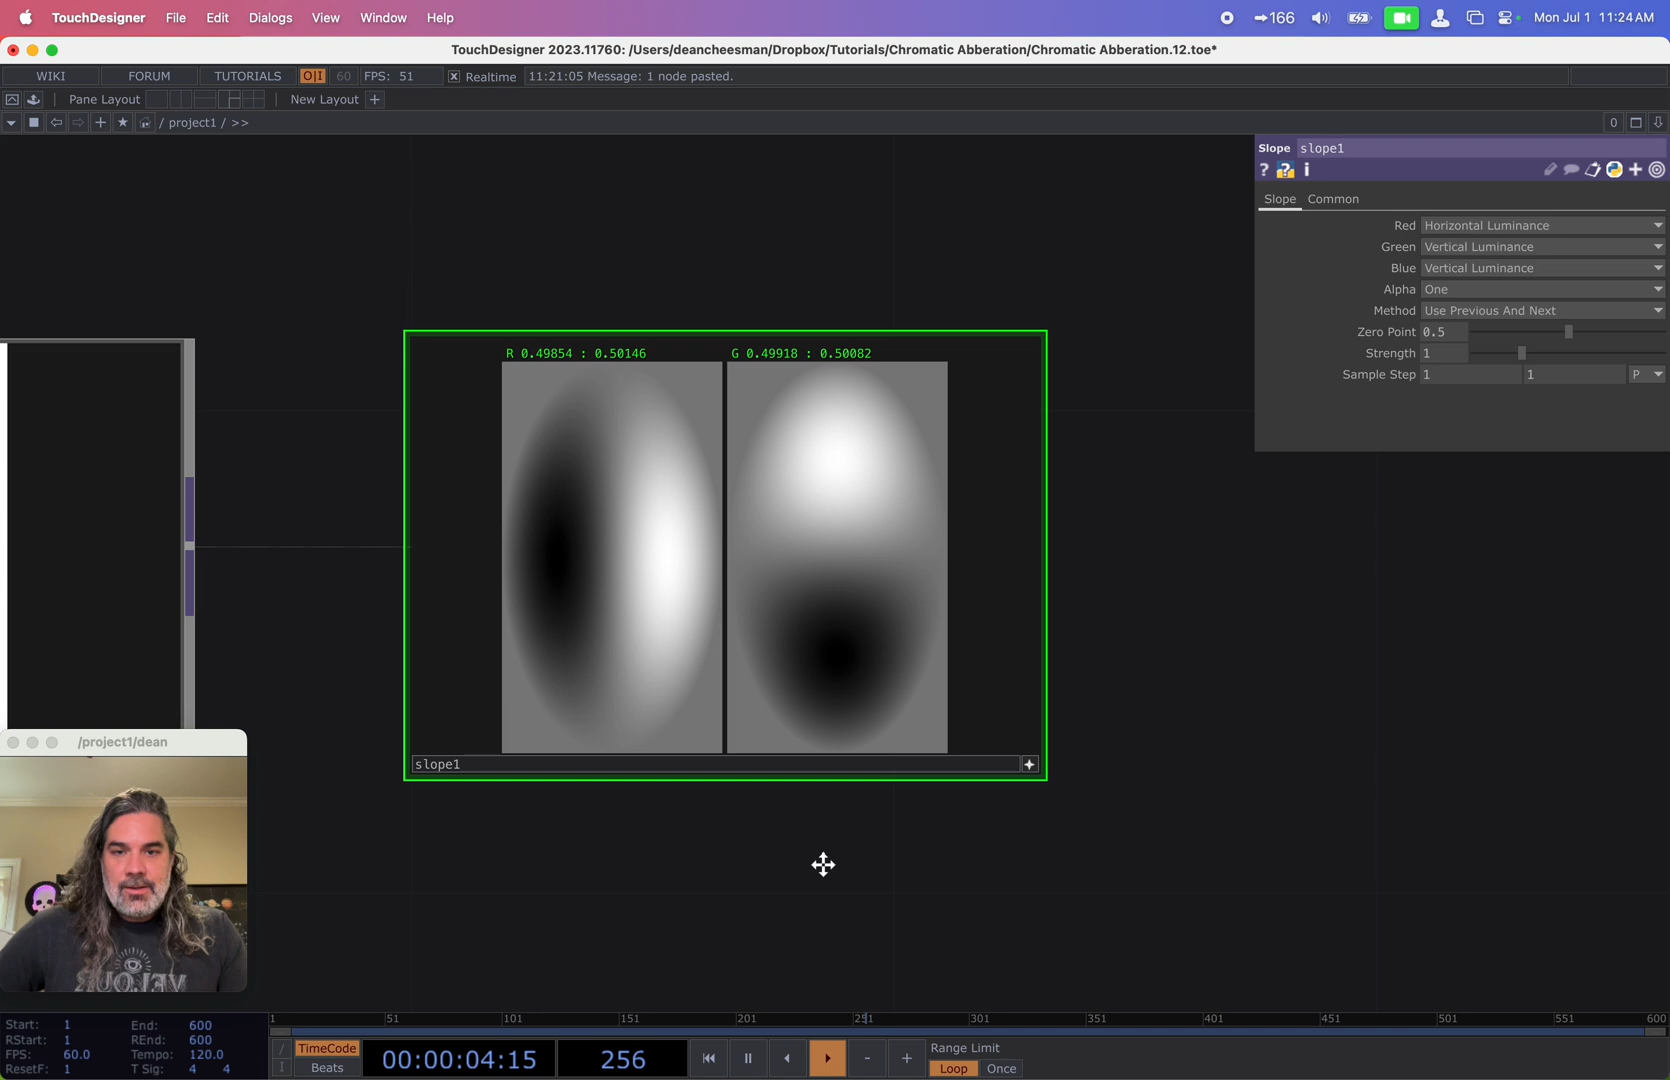 TouchDesigner File Edit Dialogs View Window Help
166 Mon Jul 1 11:24 AM
TouchDesigner 2023.11760: /Users/deancheesman/Dropbox/Tutorials/Chromatic Abberation/Chromatic Abberation.12.toe*
WIKI FORUM TUTORIALS O|I 60 FPS: 51 X Realtime 11:21:05 Message: 1 node pasted.
Pane Layout New Layout +
/ project1 / >> 0
Slope slope1
? ? i
Slope Common
Red Horizontal Luminance
Green Vertical Luminance
Blue Vertical Luminance
Alpha One
Method Use Previous And Next
Zero Point 0.5
Strength 1
Sample Step 1 1 P
R 0.49854 : 0.50146 G 0.49918 : 0.50082
slope1
/project1/dean
1 51 101 151 201 251 301 351 401 451 501 551 600
Start: 1 End: 600
RStart: 1 REnd: 600
FPS: 60.0 Tempo: 120.0
ResetF: 1 T Sig: 4 4
/ TimeCode
I Beats
00:00:04:15 256
- +
Range Limit
Loop Once